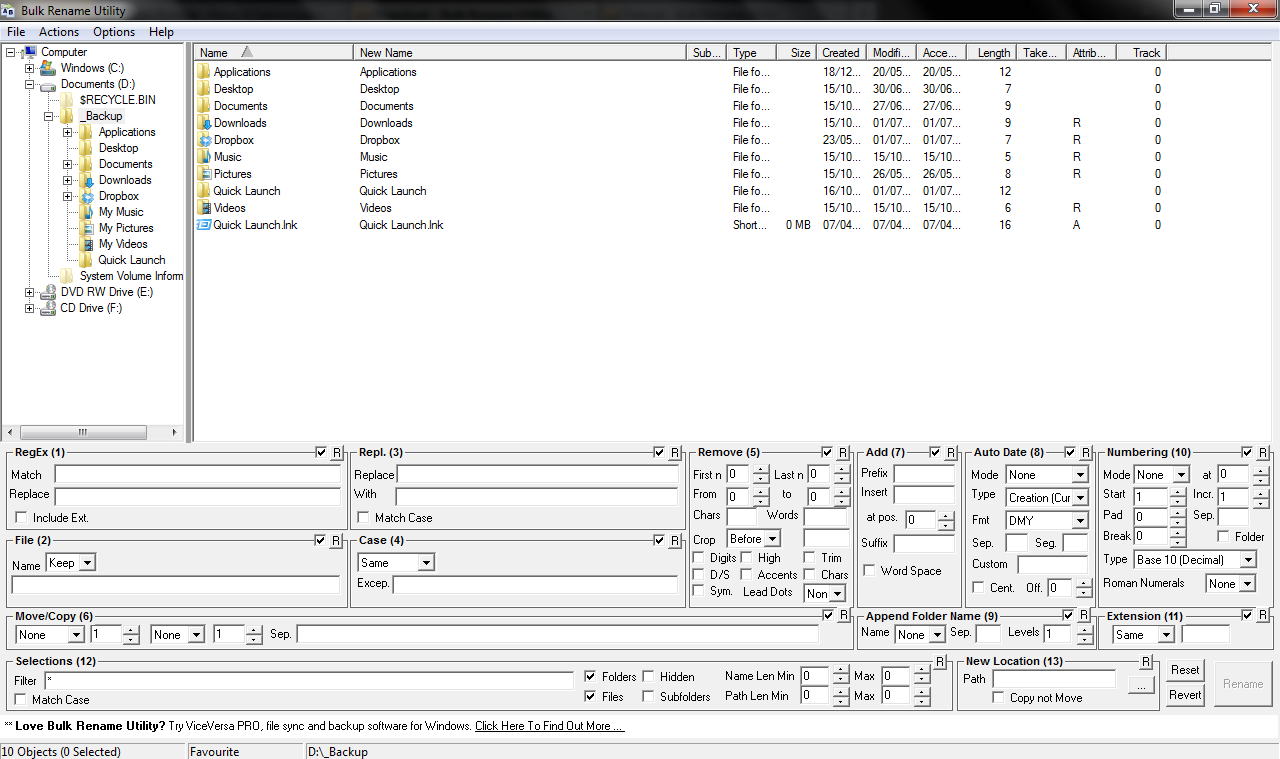 Bulk Rename Utility
File Actions Options Help
Computer
Windows (C:)
Documents (D:)
$RECYCLE.BIN
_Backup
Applications
Desktop
Documents
Downloads
Dropbox
My Music
My Pictures
My Videos
Quick Launch
System Volume Inform
DVD RW Drive (E:)
CD Drive (F:)
Name New Name Sub... Type Size Created Modifi... Acce... Length Take... Attrib... Track
Applications Applications File fo... 18/12... 20/05... 20/05... 12 0
Desktop Desktop File fo... 15/10... 30/06... 30/06... 7 0
Documents Documents File fo... 15/10... 27/06... 27/06... 9 0
Downloads Downloads File fo... 15/10... 01/07... 01/07... 9 R 0
Dropbox Dropbox File fo... 23/05... 01/07... 01/07... 7 R 0
Music Music File fo... 15/10... 15/10... 15/10... 5 R 0
Pictures Pictures File fo... 15/10... 26/05... 26/05... 8 R 0
Quick Launch Quick Launch File fo... 16/10... 01/07... 01/07... 12 0
Videos Videos File fo... 15/10... 15/10... 15/10... 6 R 0
Quick Launch.lnk Quick Launch.lnk Short... 0 MB 07/04... 07/04... 07/04... 16 A 0
RegEx (1) R
Match
Replace
Include Ext.
File (2) R
Name Keep
Repl. (3) R
Replace
With
Match Case
Case (4) R
Same
Excep.
Remove (5) R
First n 0 Last n 0
From 0 to 0
Chars Words
Crop Before
Digits High Trim
D/S Accents Chars
Sym. Lead Dots Non
Add (7) R
Prefix
Insert
at pos. 0
Suffix
Word Space
Auto Date (8) R
Mode None
Type Creation (Cur
Fmt DMY
Sep. Seg.
Custom
Cent. Off. 0
Numbering (10) R
Mode None at 0
Start 1 Incr. 1
Pad 0 Sep.
Break 0 Folder
Type Base 10 (Decimal)
Roman Numerals None
Move/Copy (6) R
None 1 None 1 Sep.
Append Folder Name (9) R
Name None Sep. Levels 1
Extension (11) R
Same
Selections (12) R
Filter * Folders Hidden Name Len Min 0 Max 0
Match Case Files Subfolders Path Len Min 0 Max 0
New Location (13) R
Path ...
Copy not Move
Reset
Revert
Rename
** Love Bulk Rename Utility? Try ViceVersa PRO, file sync and backup software for Windows. Click Here To Find Out More ...
10 Objects (0 Selected) Favourite D:\_Backup